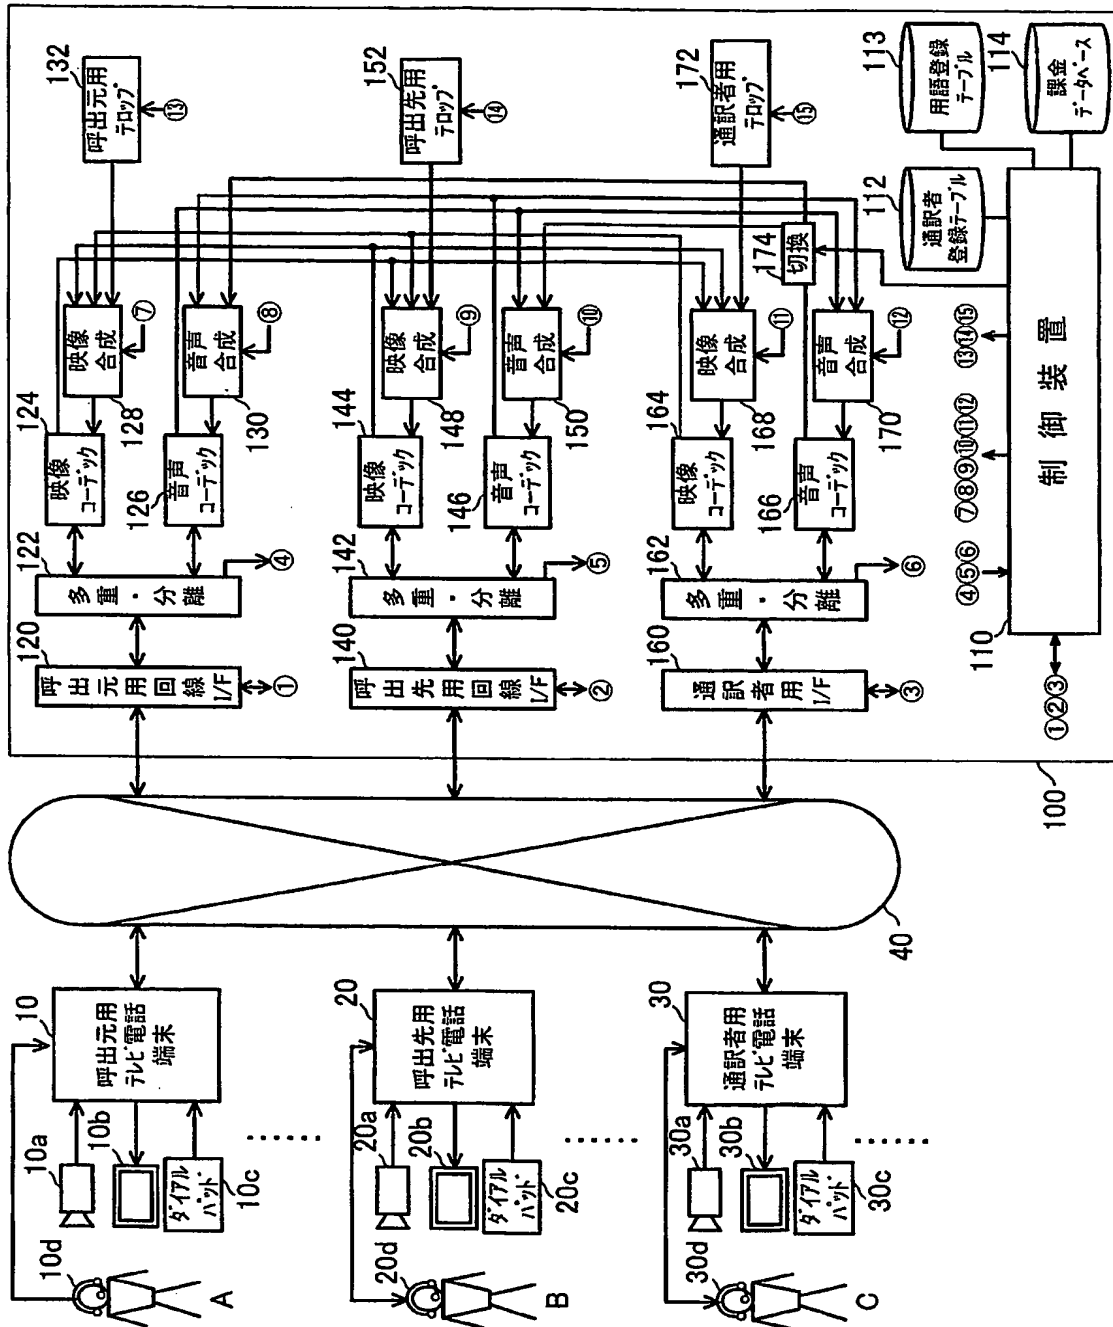 10
呼出元用
テレビ電話
端末
10a
10b
ダイアル
パッド
10c
10d
A
20
呼出先用
テレビ電話
端末
20a
20b
ダイアル
パッド
20c
20d
B
30
通訳者用
テレビ電話
端末
30a
30b
ダイアル
パッド
30c
30d
C
40
100
120
呼出元用回線
I/F
①
122
多重・分離
④
124
映像
コーデック
126
音声
コーデック
128
映像
合成
⑦
130
音声
合成
⑧
132
呼出元用
テロップ
⑬
140
呼出先用回線
I/F
②
142
多重・分離
⑤
144
映像
コーデック
146
音声
コーデック
148
映像
合成
⑨
150
音声
合成
⑩
152
呼出先用
テロップ
⑭
160
通訳者用
I/F
③
162
多重・分離
⑥
164
映像
コーデック
166
音声
コーデック
168
映像
合成
⑪
170
音声
合成
⑫
172
通訳者用
テロップ
⑮
174
切換
110
制御装置
①②③
④⑤⑥
⑦⑧⑨⑩⑪⑫
⑬⑭⑮
112
通訳者
登録テーブル
113
用語登録
テーブル
114
課金
データベース